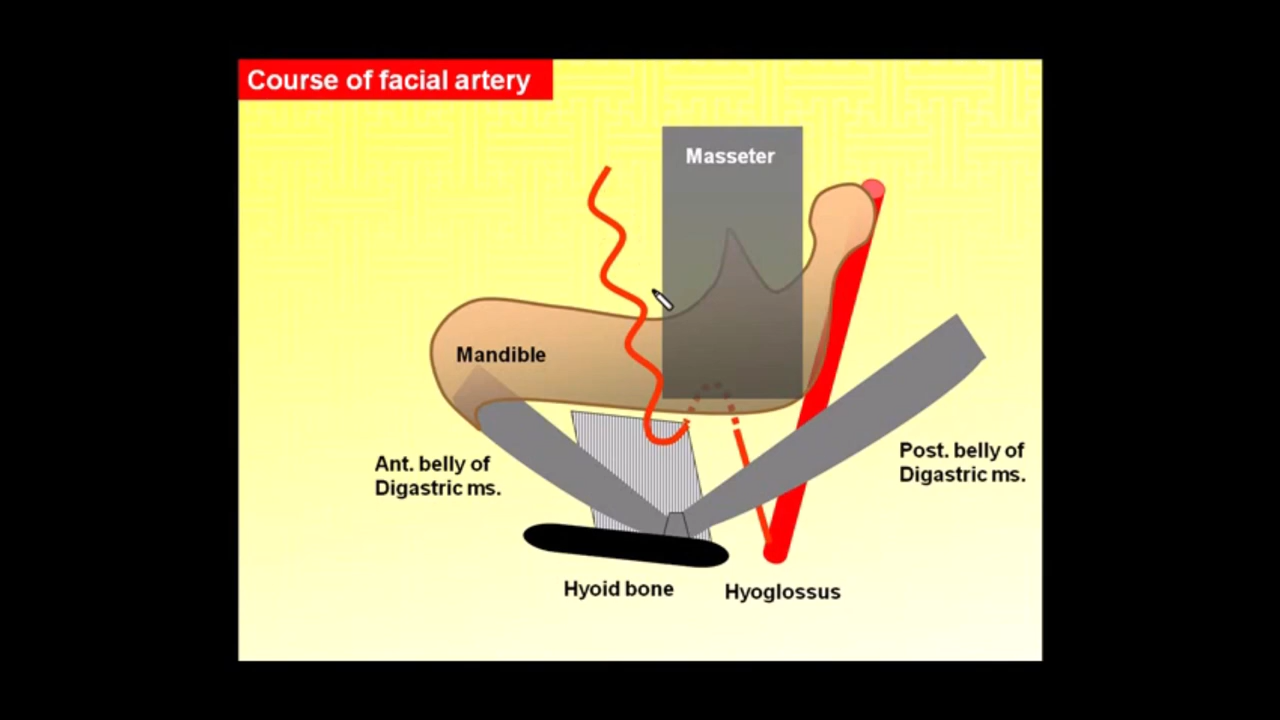 Course of facial artery
Masseter
Mandible
Ant. belly of
Digastric ms.
Post. belly of
Digastric ms.
Hyoid bone
Hyoglossus